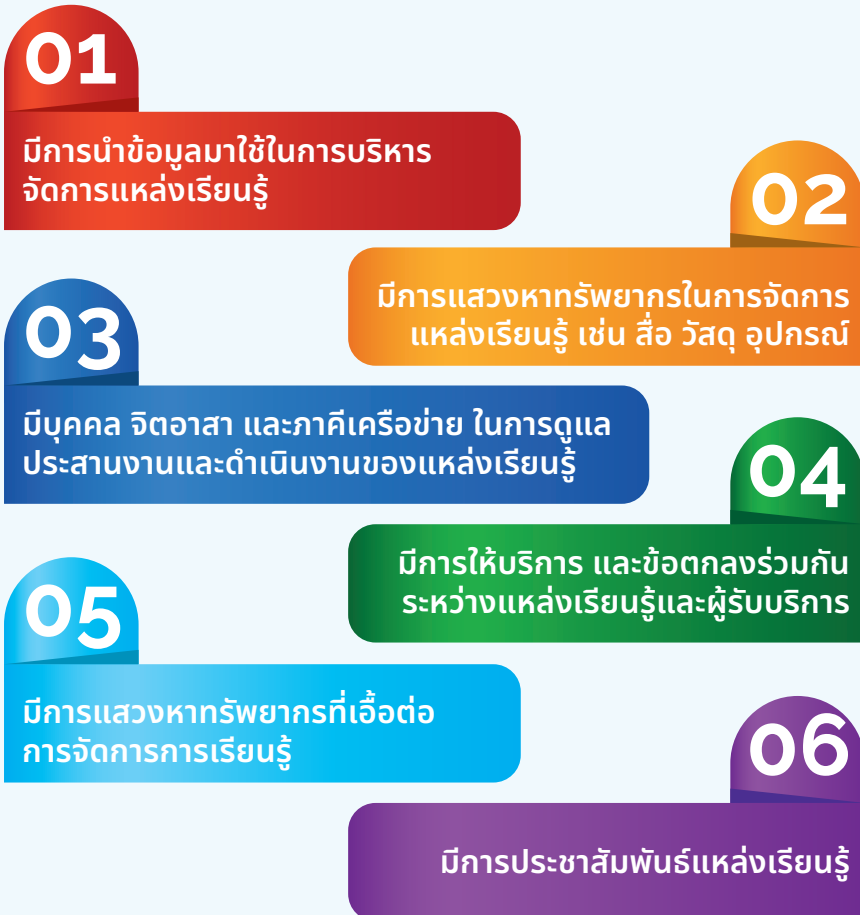 01
มีการนำข้อมูลมาใช้ในการบริหาร
จัดการแหล่งเรียนรู้
02
มีการแสวงหาทรัพยากรในการจัดการ
แหล่งเรียนรู้ เช่น สื่อ วัสดุ อุปกรณ์
03
มีบุคคล จิตอาสา และภาคีเครือข่าย ในการดูแล
ประสานงานและดำเนินงานของแหล่งเรียนรู้
04
มีการให้บริการ และข้อตกลงร่วมกัน
ระหว่างแหล่งเรียนรู้และผู้รับบริการ
05
มีการแสวงหาทรัพยากรที่เอื้อต่อ
การจัดการการเรียนรู้
06
มีการประชาสัมพันธ์แหล่งเรียนรู้